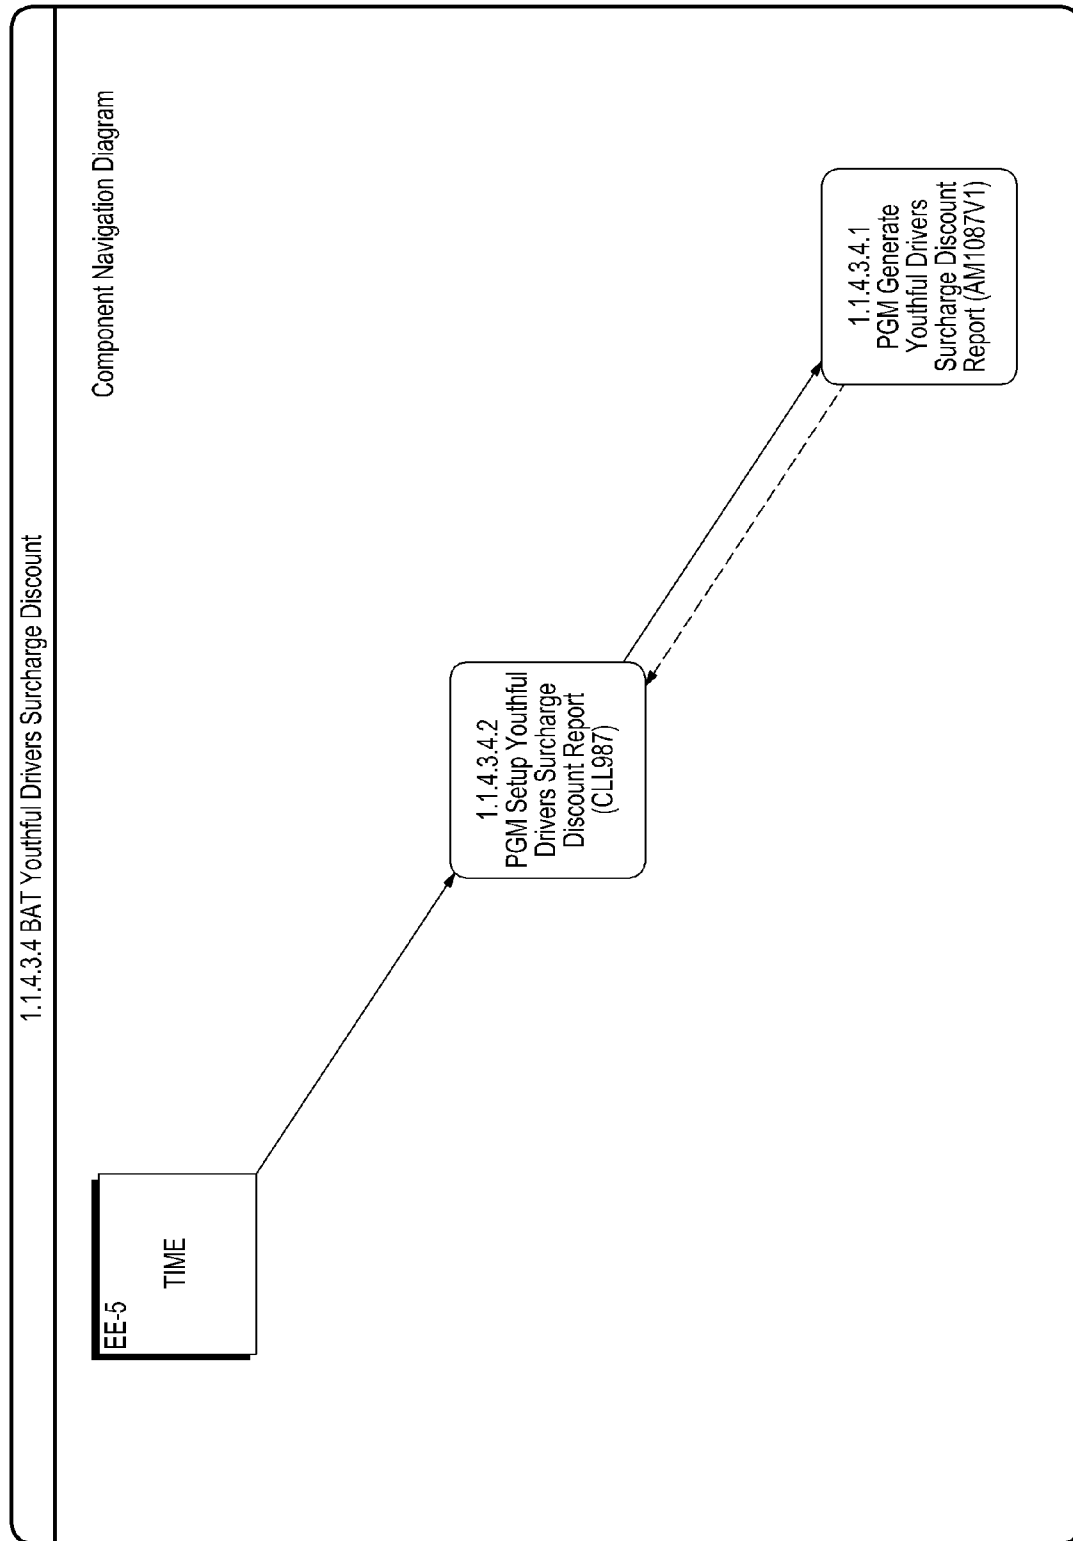 1.1.4.3.4 BAT Youthful Drivers Surcharge Discount
Component Navigation Diagram
EE-5
TIME
1.1.4.3.4.2
PGM Setup Youthful
Drivers Surcharge
Discount Report
(CLL987)
1.1.4.3.4.1
PGM Generate
Youthful Drivers
Surcharge Discount
Report (AM1087V1)